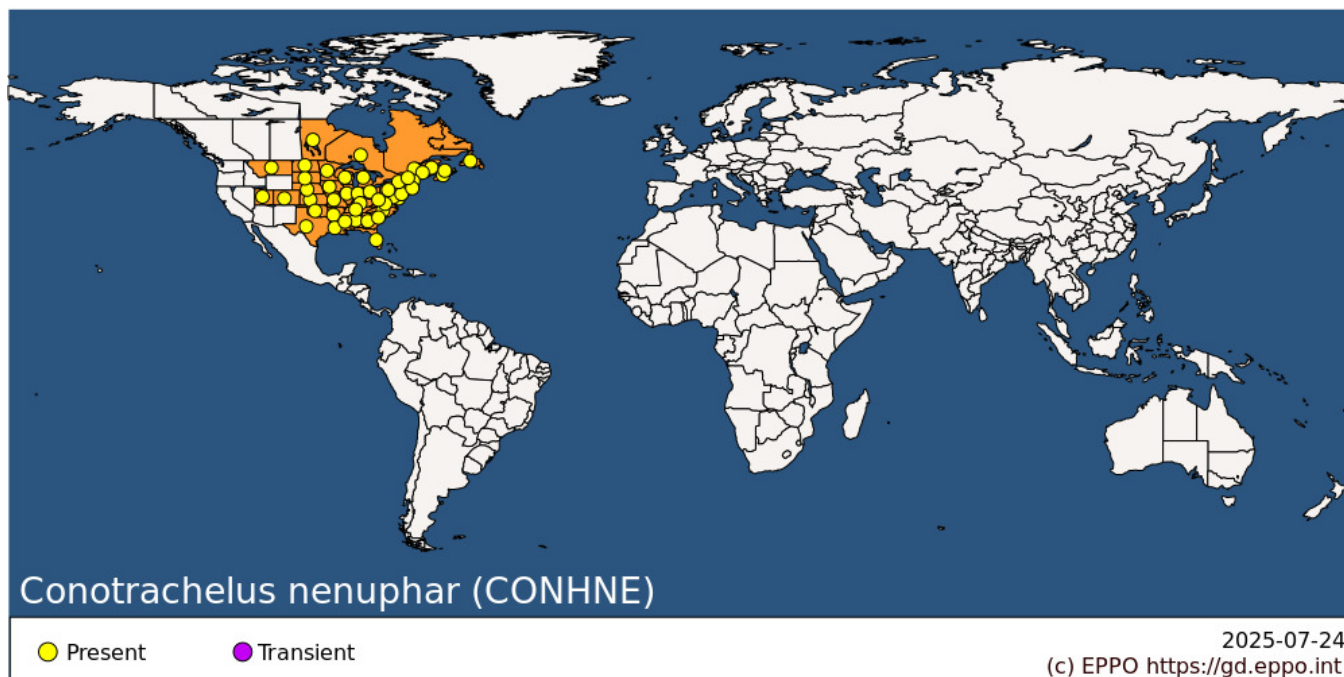 Conotrachelus nenuphar (CONHNE)
Present
Transient
2025-07-24
(c) EPPO https://gd.eppo.int